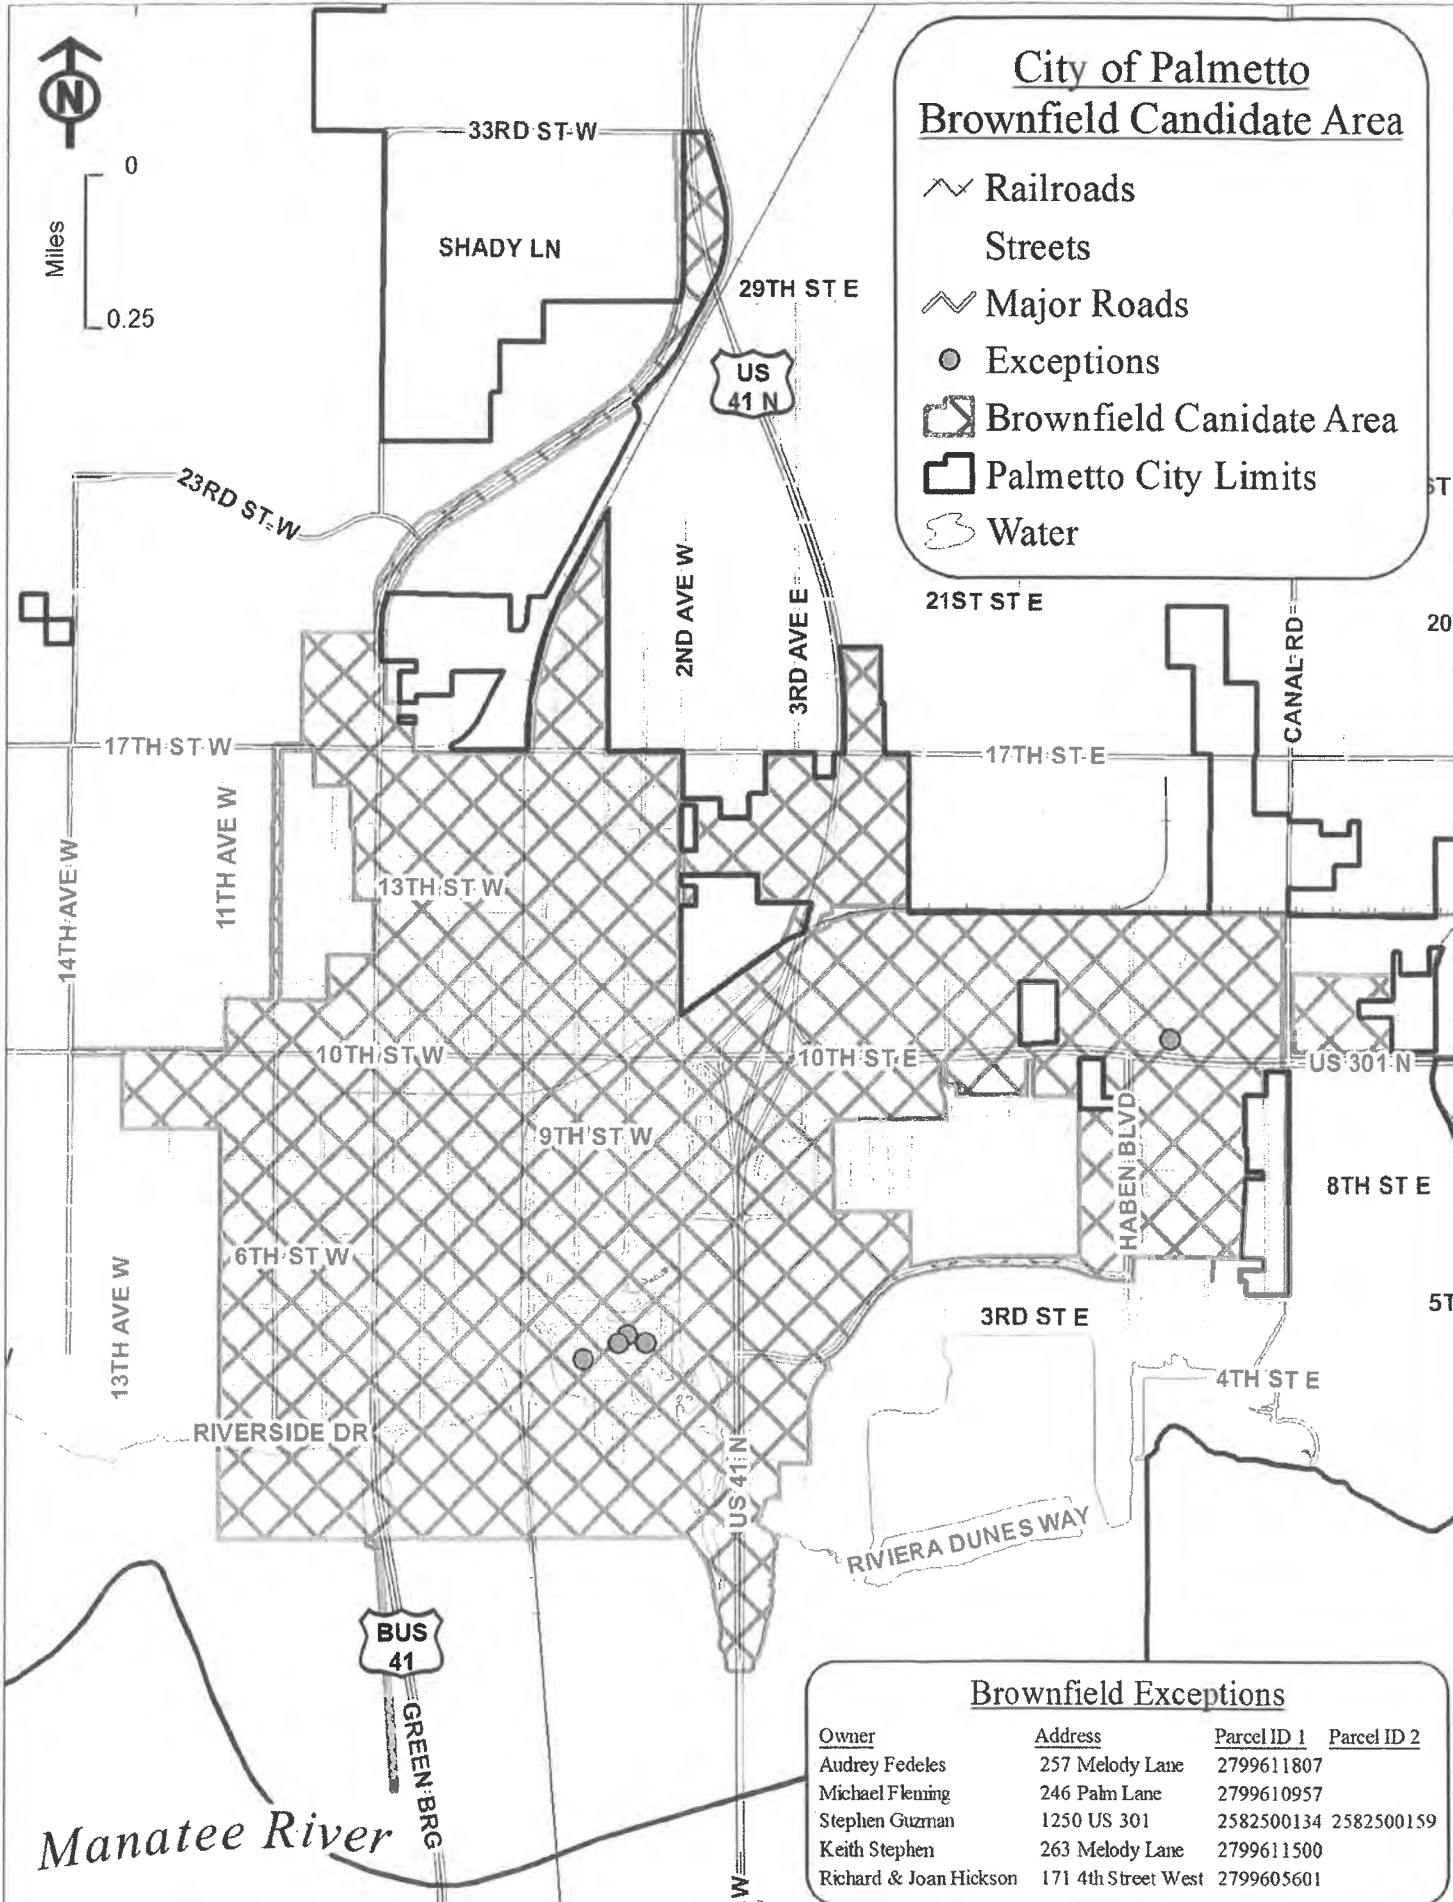 N
0
Miles
0.25
City of Palmetto
Brownfield Candidate Area
Railroads
Streets
Major Roads
Exceptions
Brownfield Canidate Area
Palmetto City Limits
Water
33RD ST W
SHADY LN
29TH ST E
US
41 N
23RD ST W
ST
2ND AVE W
3RD AVE E
21ST ST E
CANAL RD
20
17TH ST W
17TH ST E
14TH AVE W
11TH AVE W
13TH ST W
10TH ST W
10TH ST E
US 301 N
9TH ST W
HABEN BLVD
8TH ST E
6TH ST W
13TH AVE W
3RD ST E
5T
4TH ST E
RIVERSIDE DR
US 41 N
RIVIERA DUNES WAY
BUS
41
GREEN BRG
Manatee River
W
Brownfield Exceptions
Owner Address Parcel ID 1 Parcel ID 2
Audrey Fedeles 257 Melody Lane 2799611807
Michael Fleming 246 Palm Lane 2799610957
Stephen Guzman 1250 US 301 2582500134 2582500159
Keith Stephen 263 Melody Lane 2799611500
Richard & Joan Hickson 171 4th Street West 2799605601